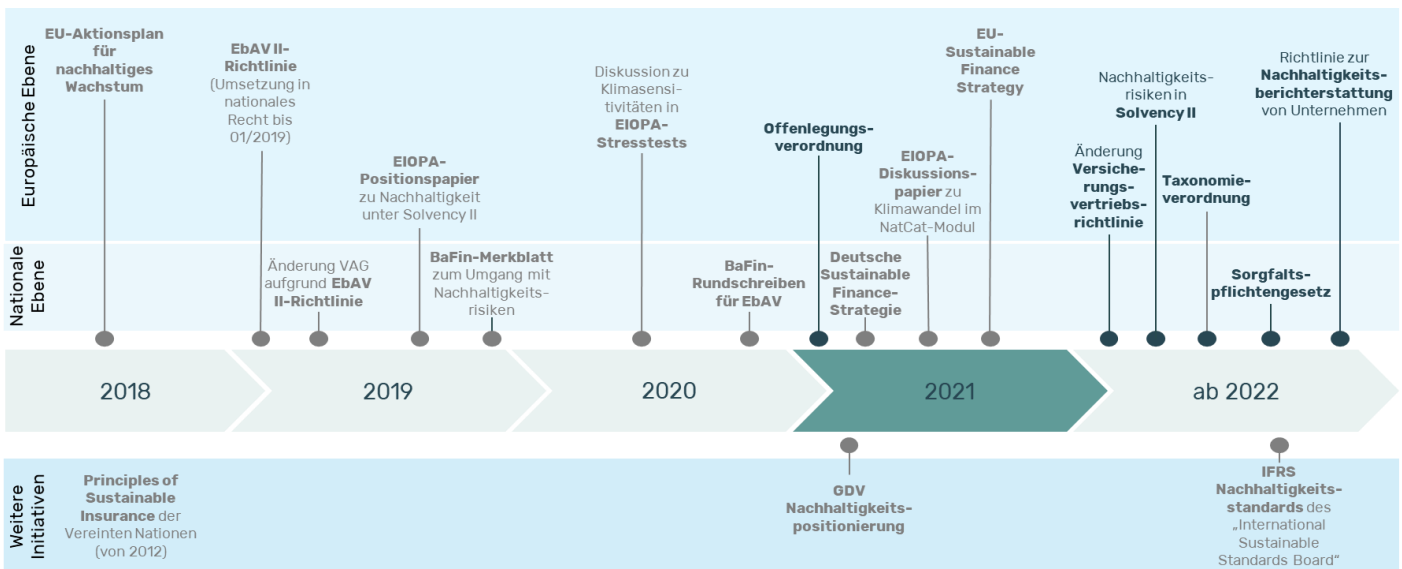 Europäische Ebene
EU-Aktionsplan
für
nachhaltiges
Wachstum
EbAV II-
Richtlinie
(Umsetzung in
nationales
Recht bis
01/2019)
EIOPA-
Positionspapier
zu Nachhaltigkeit
unter Solvency II
Diskussion zu
Klimasensi-
tivitäten in
EIOPA-
Stresstests
Offenlegungs-
verordnung
EIOPA-
Diskussions-
papier zu
Klimawandel im
NatCat-Modul
EU-
Sustainable
Finance
Strategy
Änderung
Versiche-
rungs-
vertriebs-
richtlinie
Nachhaltigkeits-
risiken in
Solvency II
Taxonomie-
verordnung
Richtlinie zur
Nachhaltigkeits-
berichterstattung
von Unternehmen
Nationale
Ebene
Änderung VAG
aufgrund EbAV
II-Richtlinie
BaFin-Merkblatt
zum Umgang mit
Nachhaltigkeits-
risiken
BaFin-
Rundschreiben
für EbAV
Deutsche
Sustainable
Finance-
Strategie
Sorgfalts-
pflichtengesetz
2018
2019
2020
2021
ab 2022
Weitere
Initiativen
Principles of
Sustainable
Insurance der
Vereinten Nationen
(von 2012)
GDV
Nachhaltigkeits-
positionierung
IFRS
Nachhaltigkeits-
standards des
„International
Sustainable
Standards Board“